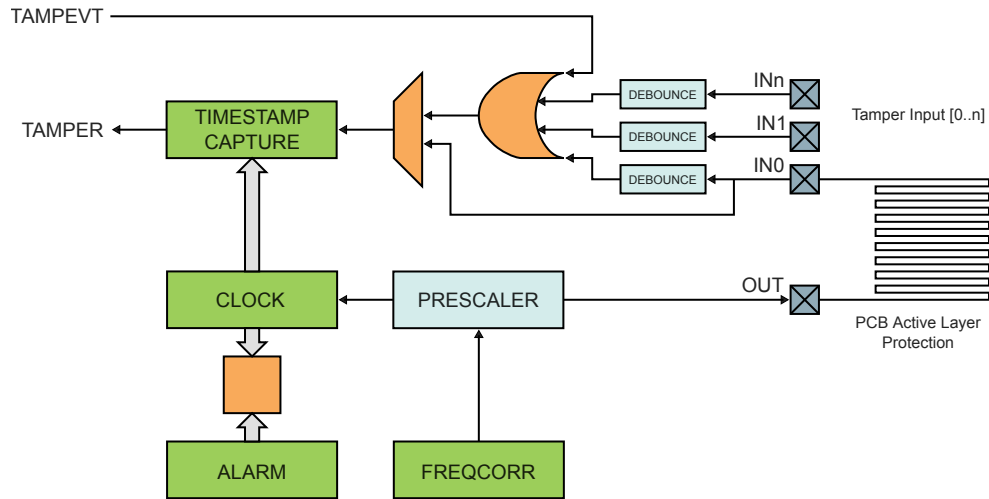 TAMPEVT
INn
DEBOUNCE
TIMESTAMP
CAPTURE
TAMPER
IN1
DEBOUNCE
Tamper Input [0..n]
IN0
DEBOUNCE
CLOCK
PRESCALER
OUT
PCB Active Layer
Protection
ALARM
FREQCORR